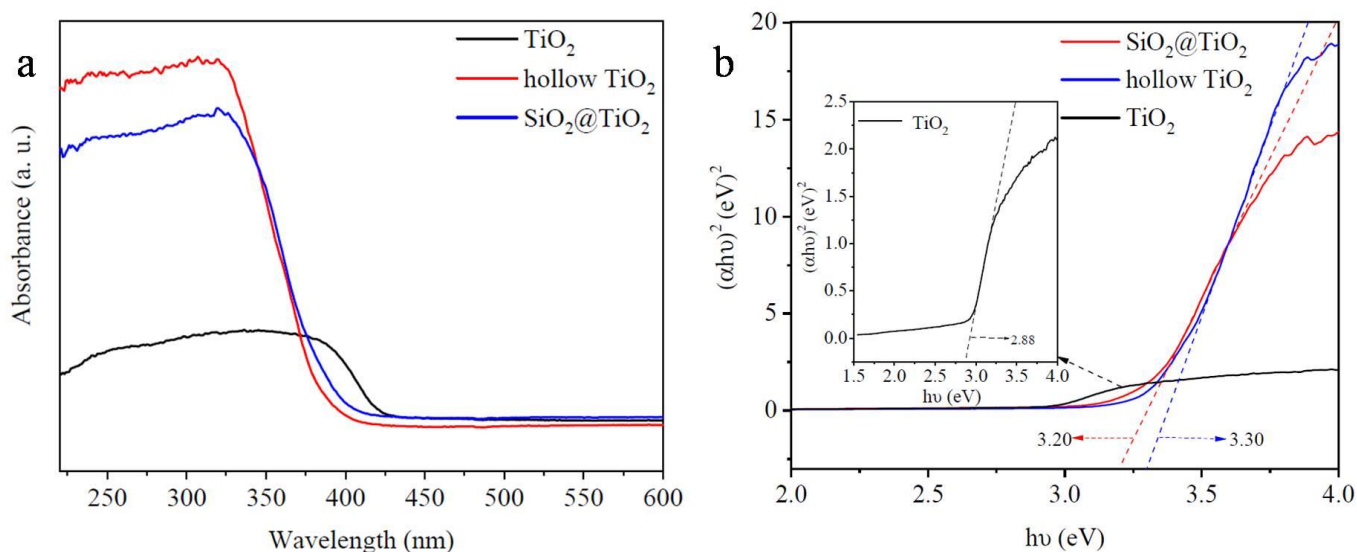 a
TiO₂
hollow TiO₂
SiO₂@TiO₂
Absorbance (a. u.)
250 300 350 400 450 500 550 600
Wavelength (nm)
b
SiO₂@TiO₂
hollow TiO₂
TiO₂
(αhυ)² (eV)²
20
15
10
5
0
2.0 2.5 3.0 3.5 4.0
hυ (eV)
3.20
3.30
TiO₂
(αhυ)² (eV)²
2.5
2.0
1.5
1.0
0.5
0.0
2.88
1.5 2.0 2.5 3.0 3.5 4.0
hυ (eV)